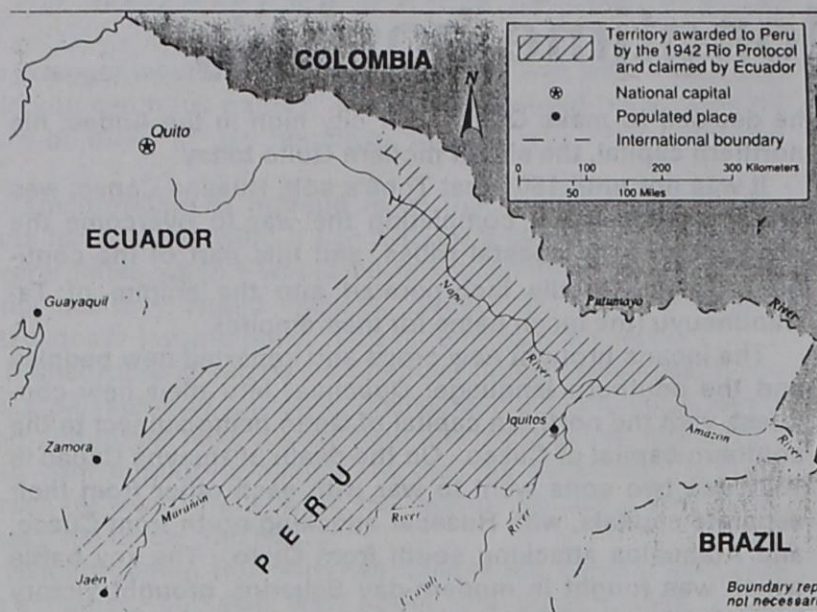 COLOMBIA
Territory awarded to Peru
by the 1942 Rio Protocol
and claimed by Ecuador
National capital
Populated place
International boundary
0 100 200 300 Kilometers
0 50 100 Miles
N
Quito
ECUADOR
Guayaquil
Napo
River
Putumayo
River
Iquitos
Amazon
River
Zamora
Marañón
River
River
PERU
BRAZIL
Jaén
Boundary rep
not necessar